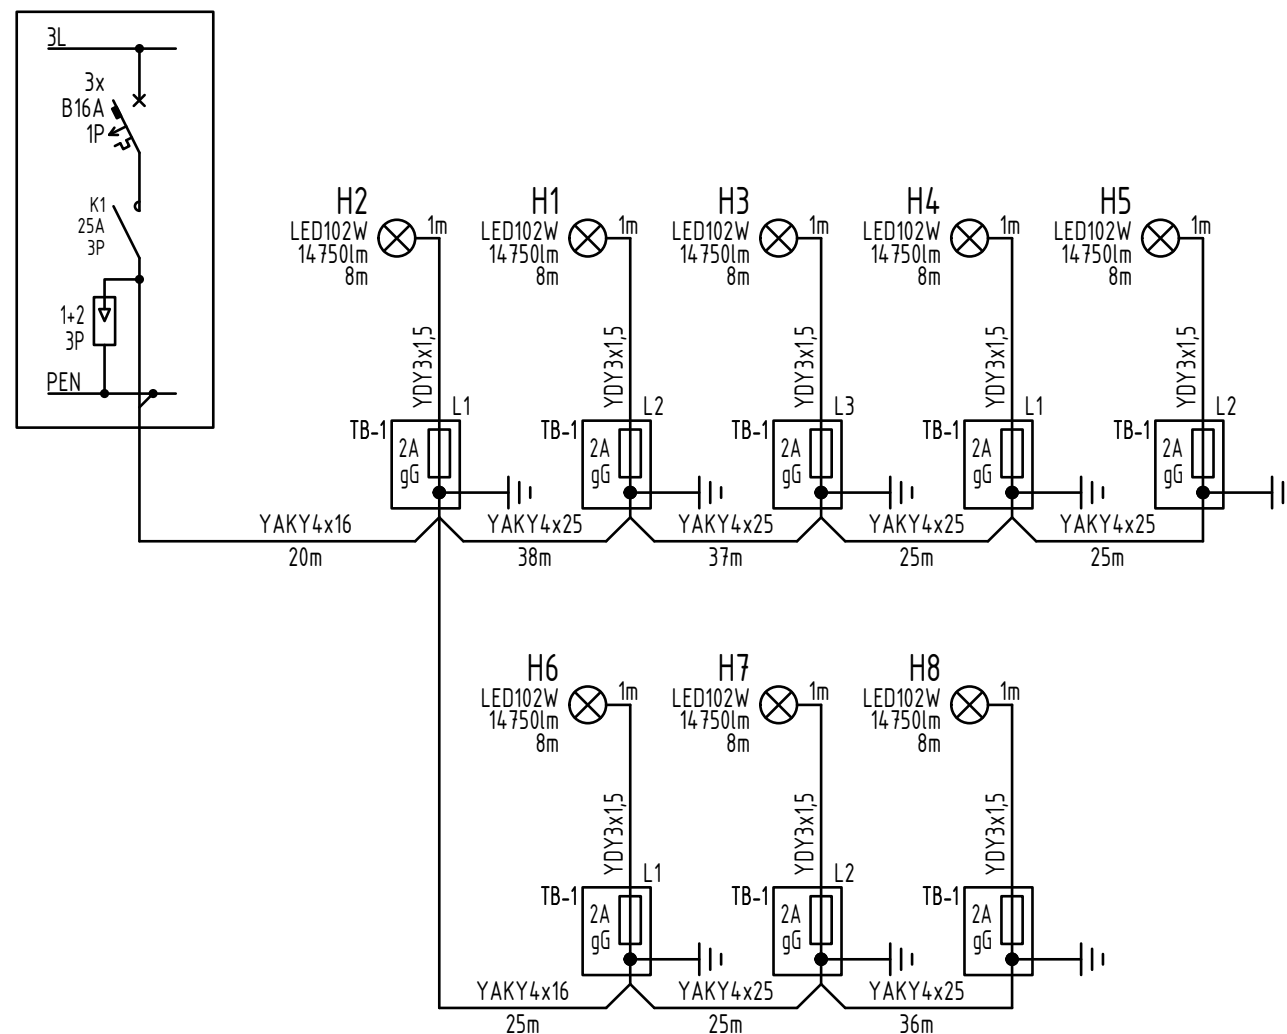 3L
3x
B16A
1P
K1
25A
3P
1+2
3P
PEN
H2
LED102W
14750lm
8m
1m
YDY3x1,5
L1
TB-1
2A
gG
H1
LED102W
14750lm
8m
1m
YDY3x1,5
L2
TB-1
2A
gG
H3
LED102W
14750lm
8m
1m
YDY3x1,5
L3
TB-1
2A
gG
H4
LED102W
14750lm
8m
1m
YDY3x1,5
L1
TB-1
2A
gG
H5
LED102W
14750lm
8m
1m
YDY3x1,5
L2
TB-1
2A
gG
YAKY4x16
20m
YAKY4x25
38m
YAKY4x25
37m
YAKY4x25
25m
YAKY4x25
25m
H6
LED102W
14750lm
8m
1m
YDY3x1,5
L1
TB-1
2A
gG
H7
LED102W
14750lm
8m
1m
YDY3x1,5
L2
TB-1
2A
gG
H8
LED102W
14750lm
8m
1m
YDY3x1,5
TB-1
2A
gG
YAKY4x16
25m
YAKY4x25
25m
YAKY4x25
36m